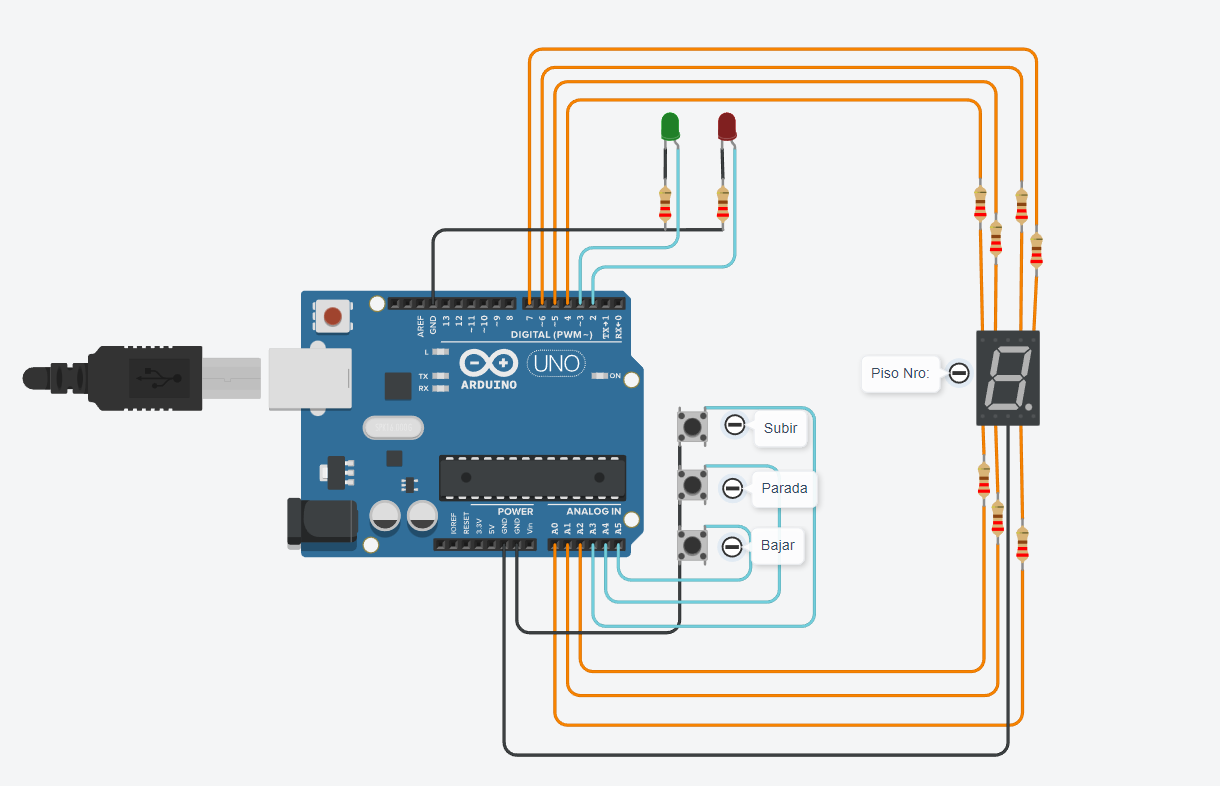 AREF
GND
13
12
~11
~10
~9
8
7
~6
~5
4
~3
2
TX→1
RX←0
DIGITAL (PWM~)
L
TX
RX
ARDUINO
UNO
ON
Piso Nro:
Subir
Parada
Bajar
POWER
ANALOG IN
IOREF
RESET
3.3V
5V
GND
GND
Vin
A0
A1
A2
A3
A4
A5